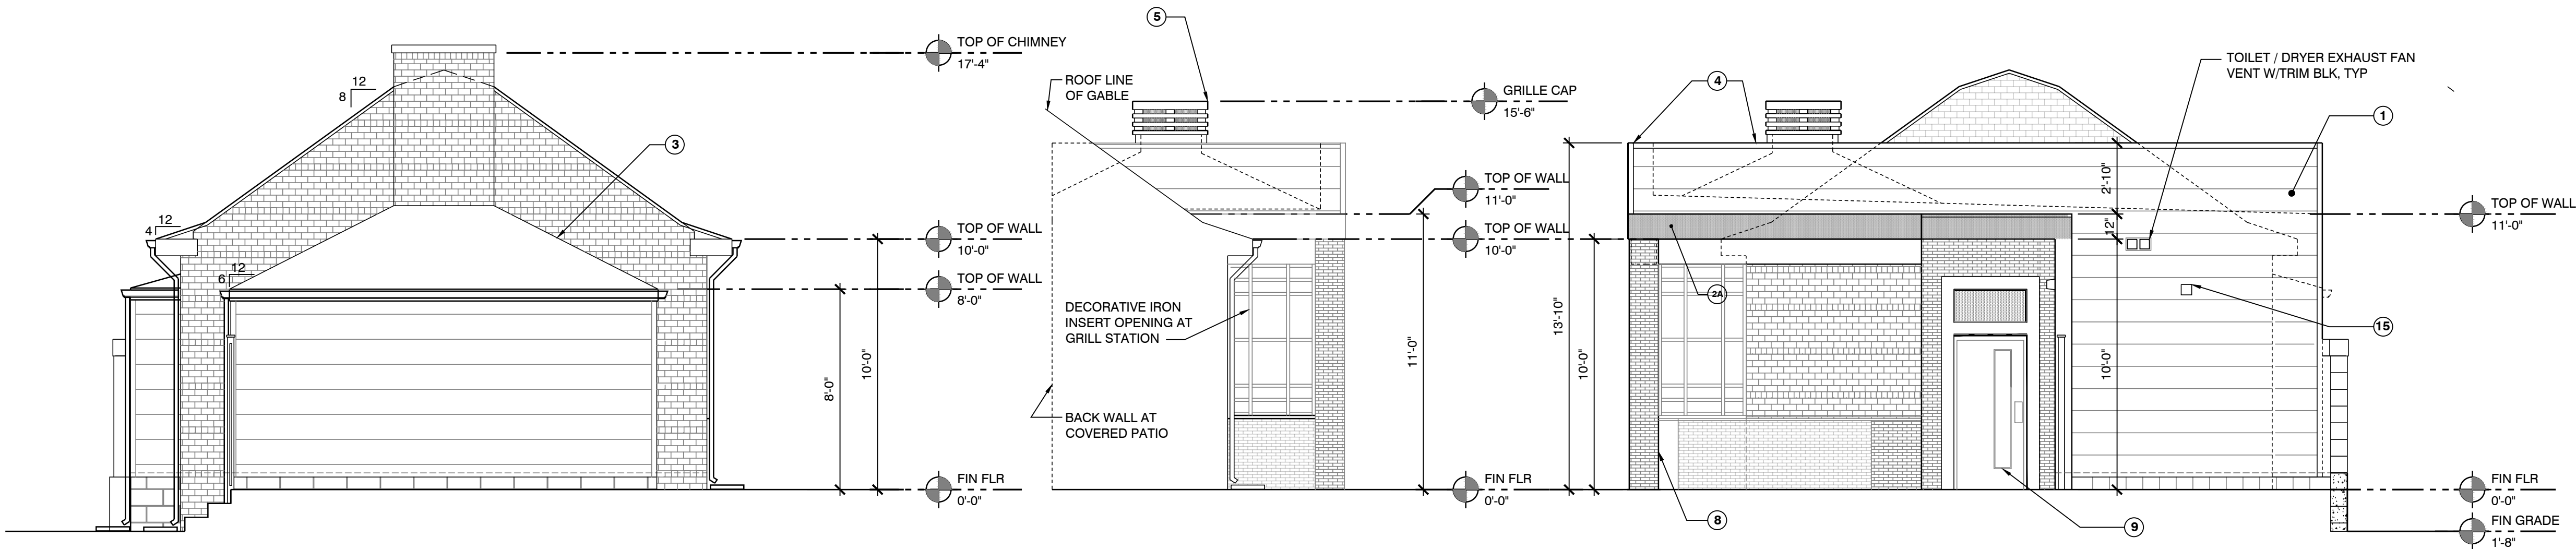 TOP OF CHIMNEY
17'-4"
12
8
3
12
4
12
6
TOP OF WALL
10'-0"
TOP OF WALL
8'-0"
8'-0"
10'-0"
FIN FLR
0'-0"
5
ROOF LINE
OF GABLE
GRILLE CAP
15'-6"
TOP OF WALL
11'-0"
TOP OF WALL
10'-0"
DECORATIVE IRON
INSERT OPENING AT
GRILL STATION
BACK WALL AT
COVERED PATIO
11'-0"
FIN FLR
0'-0"
4
TOILET / DRYER EXHAUST FAN
VENT W/TRIM BLK, TYP
1
2'-10"
12"
TOP OF WALL
11'-0"
2A
13'-10"
10'-0"
10'-0"
15
8
9
FIN FLR
0'-0"
FIN GRADE
1'-8"